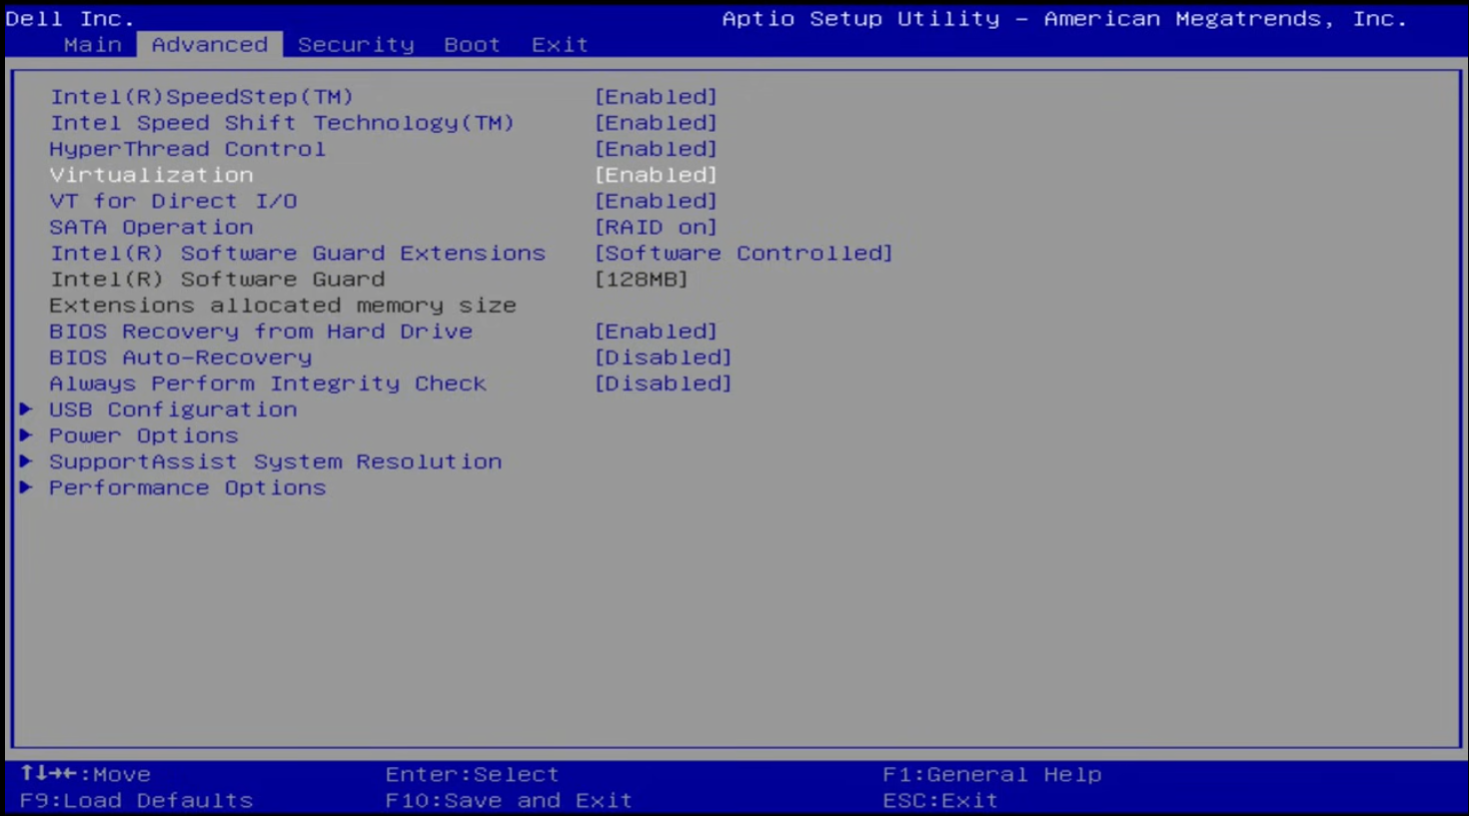 Dell Inc. Aptio Setup Utility – American Megatrends, Inc.
Main Advanced Security Boot Exit
Intel(R)SpeedStep(TM) [Enabled]
Intel Speed Shift Technology(TM) [Enabled]
HyperThread Control [Enabled]
Virtualization [Enabled]
VT for Direct I/O [Enabled]
SATA Operation [RAID on]
Intel(R) Software Guard Extensions [Software Controlled]
Intel(R) Software Guard [128MB]
Extensions allocated memory size
BIOS Recovery from Hard Drive [Enabled]
BIOS Auto-Recovery [Disabled]
Always Perform Integrity Check [Disabled]
▶ USB Configuration
▶ Power Options
▶ SupportAssist System Resolution
▶ Performance Options
↑↓→←:Move Enter:Select F1:General Help
F9:Load Defaults F10:Save and Exit ESC:Exit